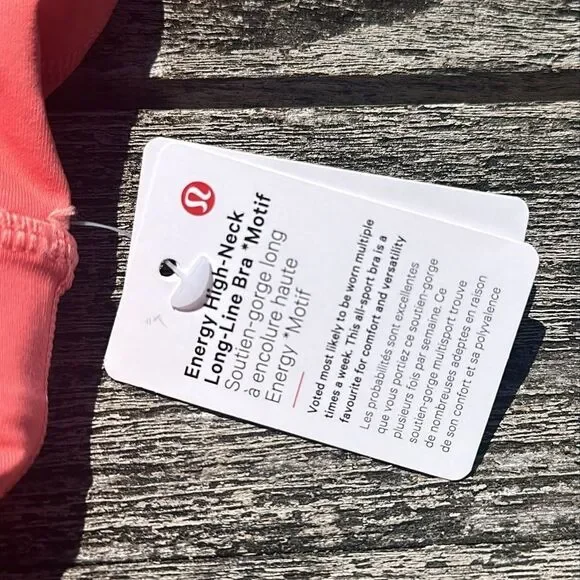 Energy High-Neck
Long-Line Bra *Motif
Soutien-gorge long
à encolure haute
Energy *Motif
Voted most likely to be worn multiple
times a week. This all-sport bra is a
favourite for comfort and versatility
Les probabilités sont excellentes
que vous portiez ce soutien-gorge
plusieurs fois par semaine. Ce
soutien-gorge multisport trouve
de nombreuses adeptes en raison
de son confort et sa polyvalence